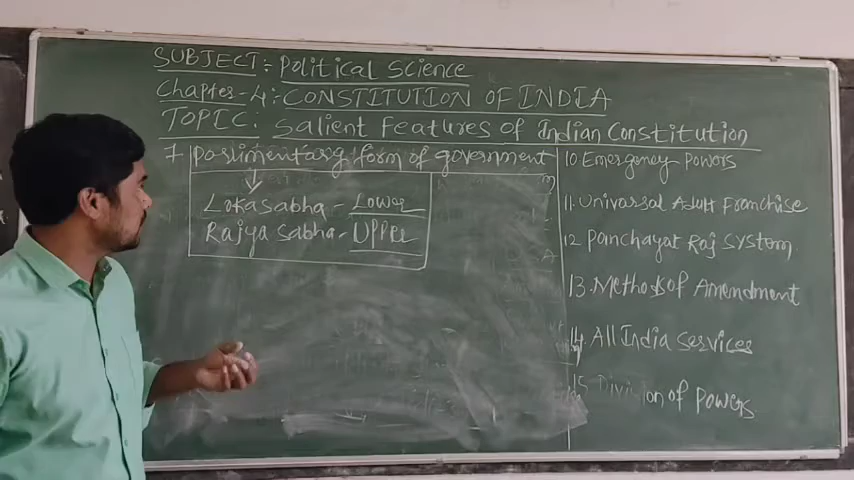 SUBJECT : Political Science
Chapter-4 : CONSTITUTION OF INDIA
TOPIC : Salient Features of Indian Constitution
7 Parlimentary form of government
Lokasabha - Lower
Rajya sabha - UPPer
10 Emergency Powers
11. Univarsal Adult Franchise
12 Panchayat Raj System
13. Methods of Amendment
14. All India Services
15 Division of Powers